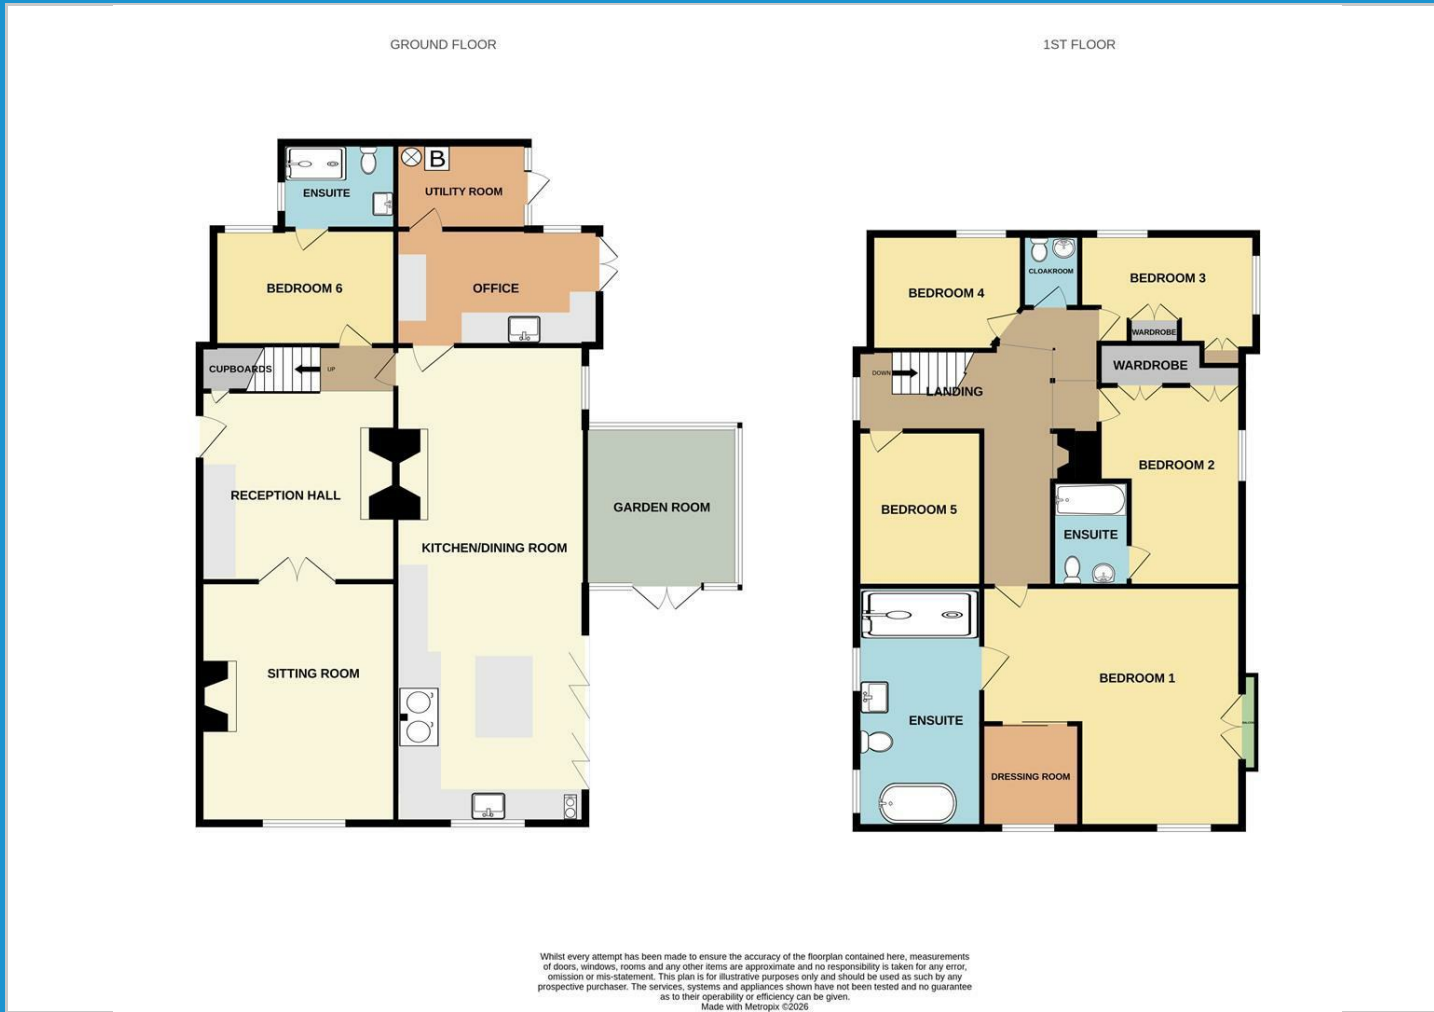 GROUND FLOOR
1ST FLOOR
ENSUITE
B
UTILITY ROOM
BEDROOM 6
OFFICE
CUPBOARDS
UP
RECEPTION HALL
KITCHEN/DINING ROOM
GARDEN ROOM
SITTING ROOM
CLOAKROOM
BEDROOM 4
BEDROOM 3
WARDROBE
WARDROBE
DOWN
LANDING
BEDROOM 2
BEDROOM 5
ENSUITE
BEDROOM 1
ENSUITE
DRESSING ROOM
Whilst every attempt has been made to ensure the accuracy of the floorplan contained here, measurements
of doors, windows, rooms and any other items are approximate and no responsibility is taken for any error,
omission or mis-statement. This plan is for illustrative purposes only and should be used as such by any
prospective purchaser. The services, systems and appliances shown have not been tested and no guarantee
as to their operability or efficiency can be given.
Made with Metropix ©2026